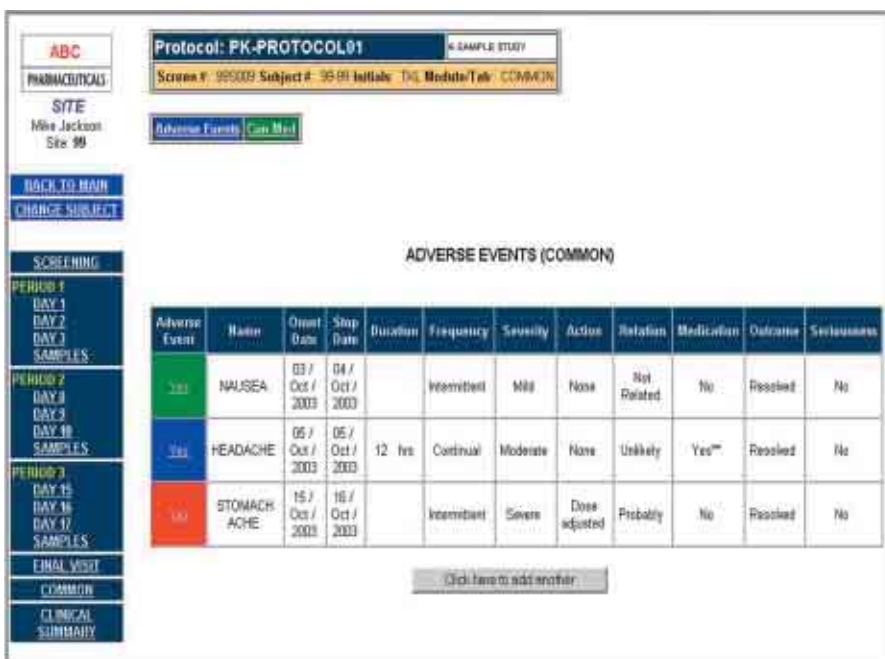 ABC
PHARMACEUTICALS
SITE
Mike Jackson
Site: 99
BACK TO MAIN
CHANGE SUBJECT
SCREENING
PERIOD 1
DAY 1
DAY 2
DAY 3
SAMPLES
PERIOD 2
DAY 8
DAY 9
DAY 10
SAMPLES
PERIOD 3
DAY 15
DAY 16
DAY 17
SAMPLES
FINAL VISIT
COMMON
CLINICAL
SUMMARY
Protocol: PK-PROTOCOL01
SAMPLE STUDY
Screen #: Subject #: 99-99 Initials: Module/Tab: COMMON
Adverse Events Con Med
ADVERSE EVENTS (COMMON)
Adverse Event Name Onset Date Stop Date Duration Frequency Severity Action Relation Medication Outcome Seriousness
Yes NAUSEA 03 / Oct / 2003 04 / Oct / 2003 Intermittent Mild None Not Related No Resolved No
Yes HEADACHE 05 / Oct / 2003 05 / Oct / 2003 12 hrs Continual Moderate None Unlikely Yes** Resolved No
Yes STOMACH ACHE 15 / Oct / 2003 16 / Oct / 2003 Intermittent Severe Dose adjusted Probably No Resolved No
Click here to add another